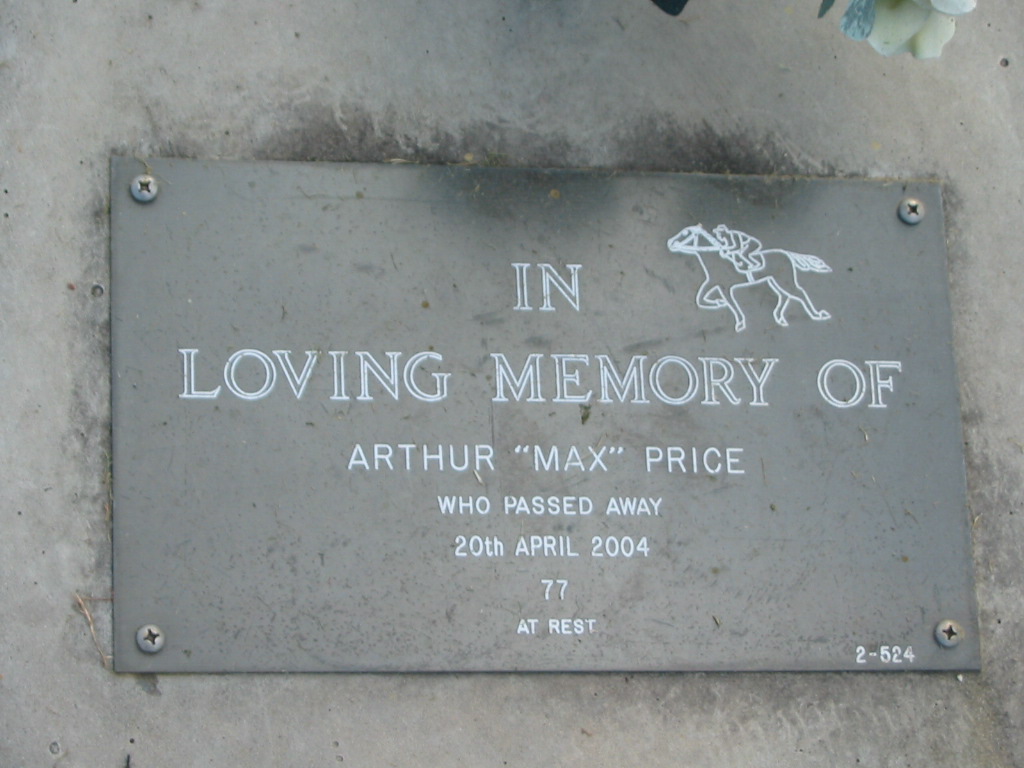 IN
LOVING MEMORY OF
ARTHUR "MAX" PRICE
WHO PASSED AWAY
20th APRIL 2004
77
AT REST
2-524